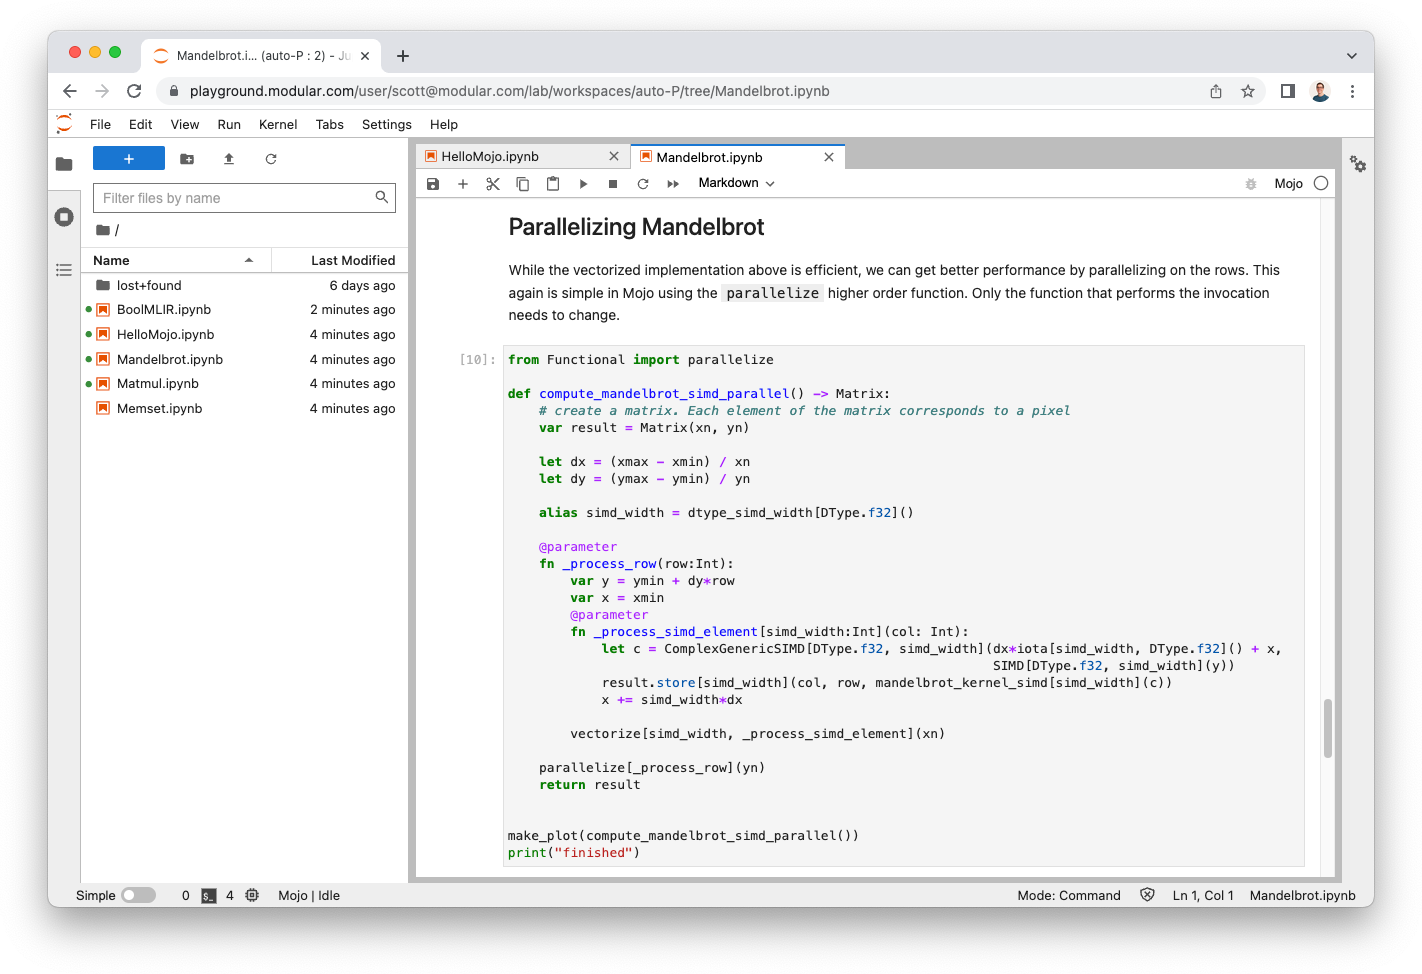 Mandelbrot.i... (auto-P : 2) - Ju
playground.modular.com/user/scott@modular.com/lab/workspaces/auto-P/tree/Mandelbrot.ipynb
File Edit View Run Kernel Tabs Settings Help
HelloMojo.ipynb
Mandelbrot.ipynb
Markdown
Mojo
Filter files by name
/
Name Last Modified
lost+found 6 days ago
BoolMLIR.ipynb 2 minutes ago
HelloMojo.ipynb 4 minutes ago
Mandelbrot.ipynb 4 minutes ago
Matmul.ipynb 4 minutes ago
Memset.ipynb 4 minutes ago
Parallelizing Mandelbrot
While the vectorized implementation above is efficient, we can get better performance by parallelizing on the rows. This
again is simple in Mojo using the parallelize higher order function. Only the function that performs the invocation
needs to change.
[10]:
from Functional import parallelize
def compute_mandelbrot_simd_parallel() -> Matrix:
# create a matrix. Each element of the matrix corresponds to a pixel
var result = Matrix(xn, yn)
let dx = (xmax - xmin) / xn
let dy = (ymax - ymin) / yn
alias simd_width = dtype_simd_width[DType.f32]()
@parameter
fn _process_row(row:Int):
var y = ymin + dy*row
var x = xmin
@parameter
fn _process_simd_element[simd_width:Int](col: Int):
let c = ComplexGenericSIMD[DType.f32, simd_width](dx*iota[simd_width, DType.f32]() + x,
SIMD[DType.f32, simd_width](y))
result.store[simd_width](col, row, mandelbrot_kernel_simd[simd_width](c))
x += simd_width*dx
vectorize[simd_width, _process_simd_element](xn)
parallelize[_process_row](yn)
return result
make_plot(compute_mandelbrot_simd_parallel())
print("finished")
Simple 0 $_ 4 Mojo | Idle
Mode: Command Ln 1, Col 1 Mandelbrot.ipynb